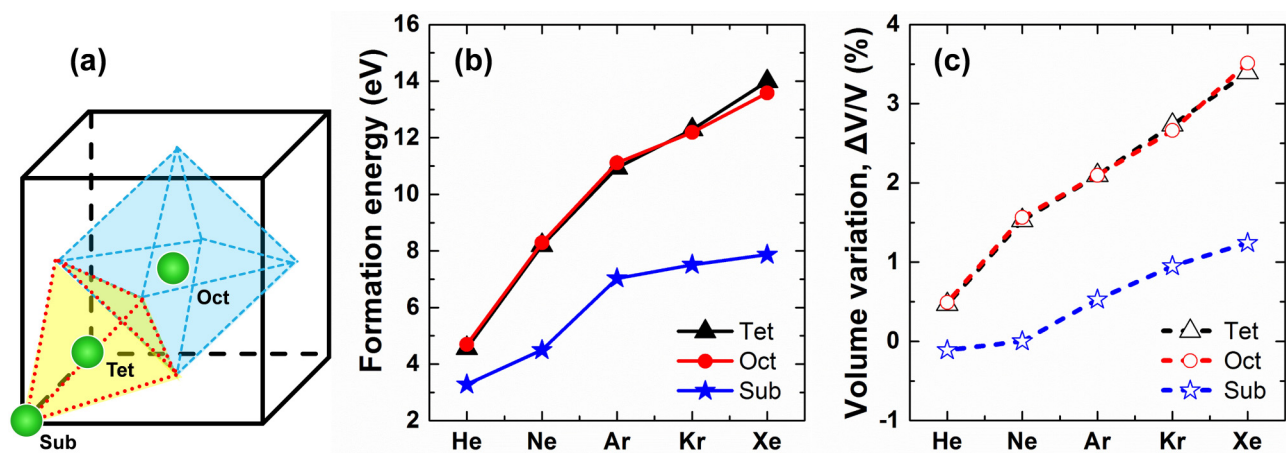 (a)
Oct
Tet
Sub
Formation energy (eV)
16
14
12
10
8
6
4
2
(b)
Tet
Oct
Sub
He Ne Ar Kr Xe
Volume variation, ΔV/V (%)
4
3
2
1
0
-1
(c)
Tet
Oct
Sub
He Ne Ar Kr Xe